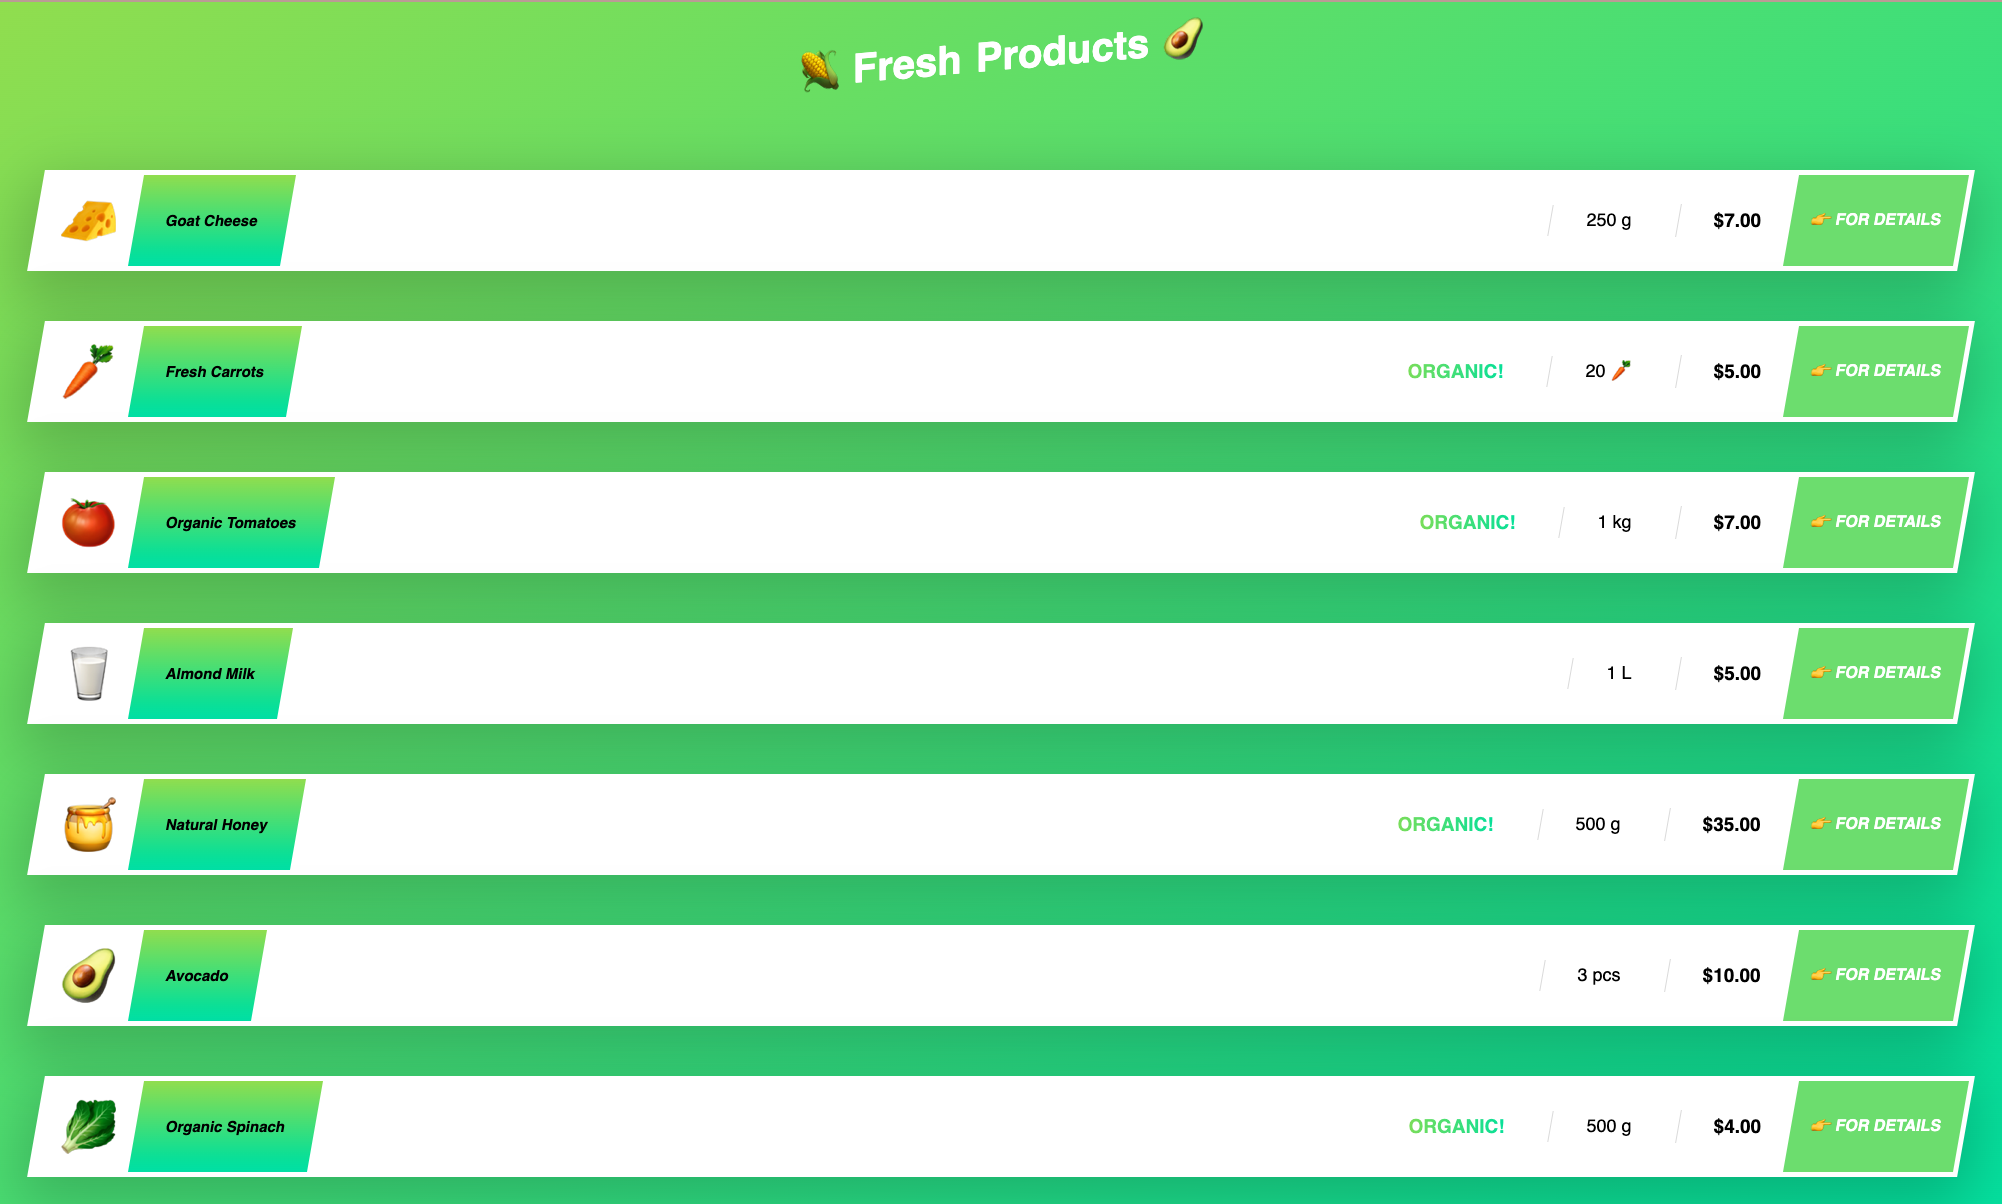 🌽 Fresh Products 🥑
Goat Cheese 250 g $7.00 👉 FOR DETAILS
Fresh Carrots ORGANIC! 20 🥕 $5.00 👉 FOR DETAILS
Organic Tomatoes ORGANIC! 1 kg $7.00 👉 FOR DETAILS
Almond Milk 1 L $5.00 👉 FOR DETAILS
Natural Honey ORGANIC! 500 g $35.00 👉 FOR DETAILS
Avocado 3 pcs $10.00 👉 FOR DETAILS
Organic Spinach ORGANIC! 500 g $4.00 👉 FOR DETAILS